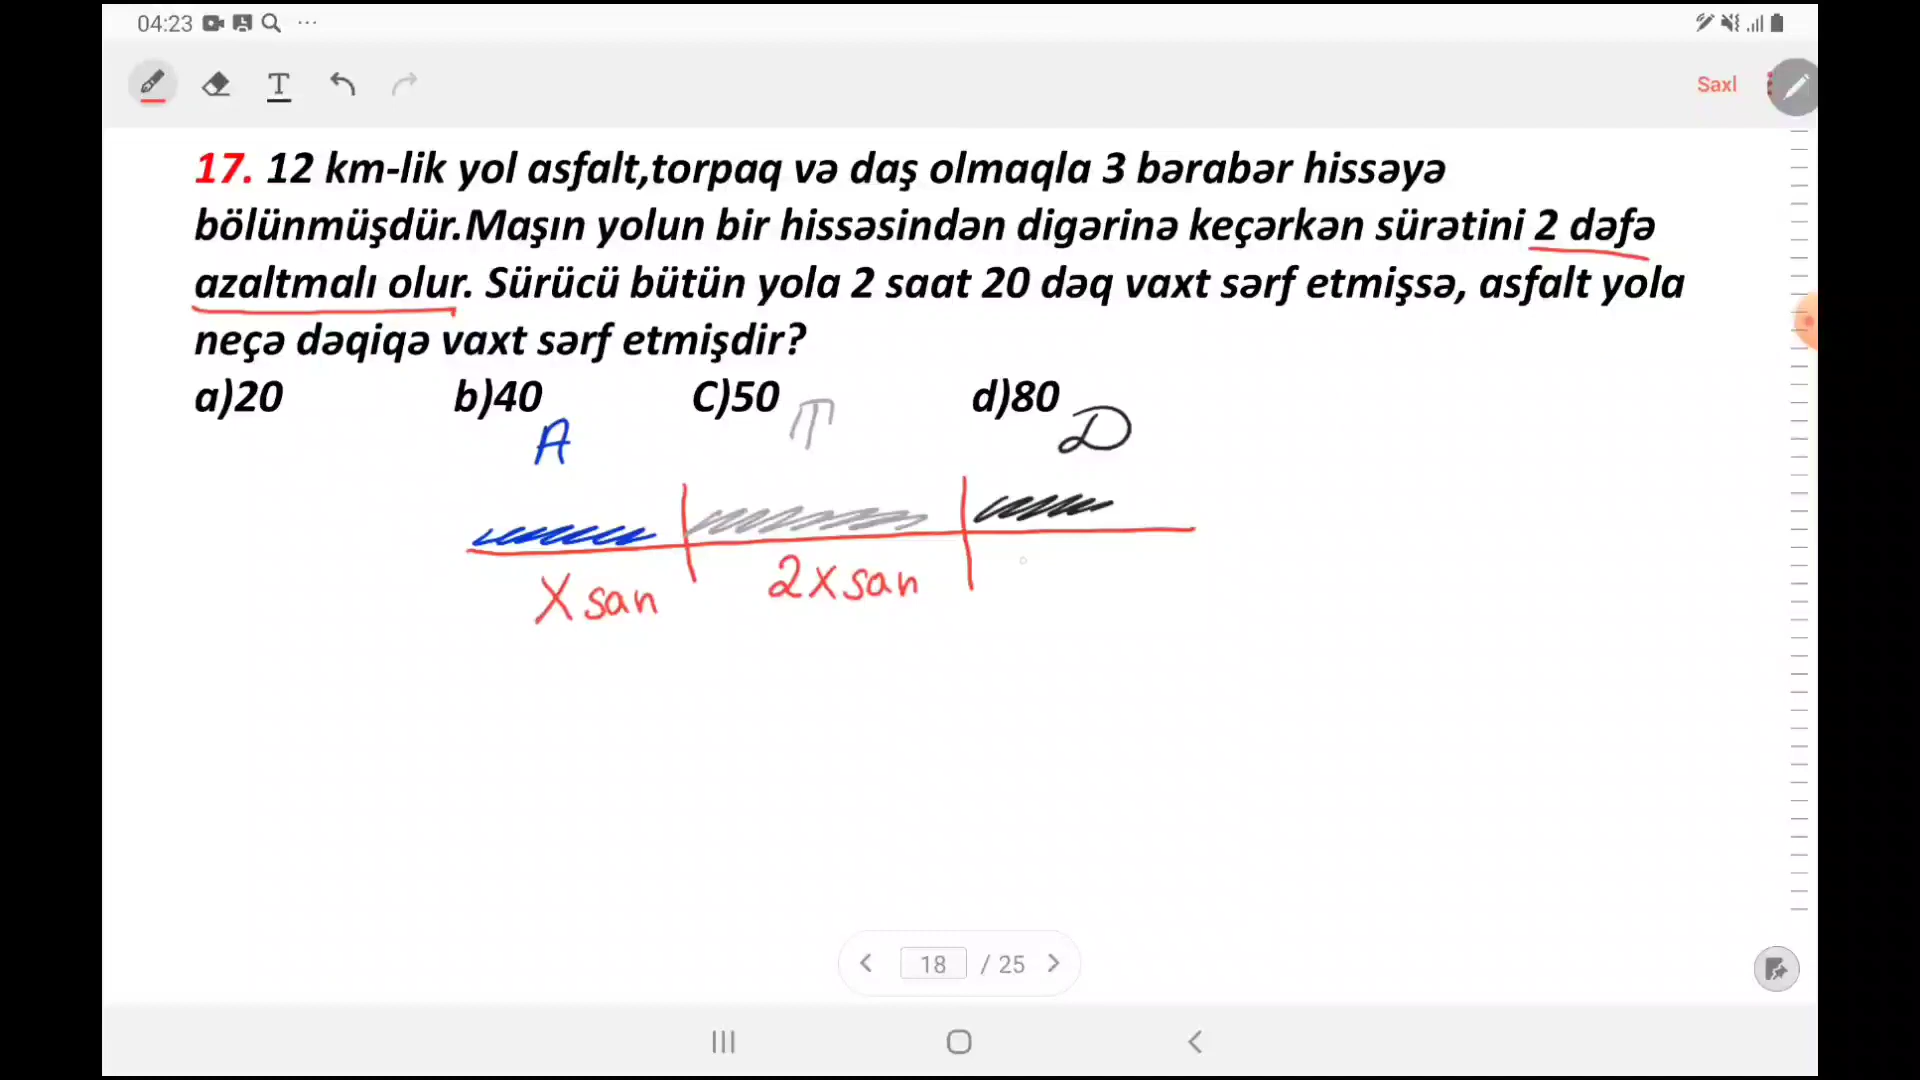 04:23
Saxl
17. 12 km-lik yol asfalt,torpaq və daş olmaqla 3 bərabər hissəyə
bölünmüşdür.Maşın yolun bir hissəsindən digərinə keçərkən sürətini 2 dəfə
azaltmalı olur. Sürücü bütün yola 2 saat 20 dəq vaxt sərf etmişsə, asfalt yola
neçə dəqiqə vaxt sərf etmişdir?
a)20 b)40 C)50 d)80
A T D
X san 2x san
18 / 25